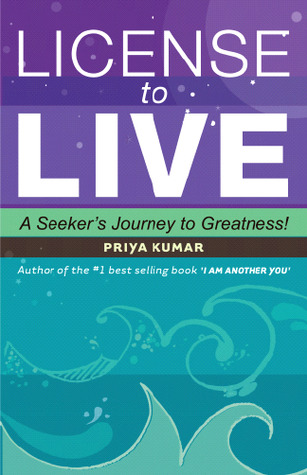 LICENSE
to
LIVE
A Seeker's Journey to Greatness!
PRIYA KUMAR
Author of the #1 best selling book 'I AM ANOTHER YOU'